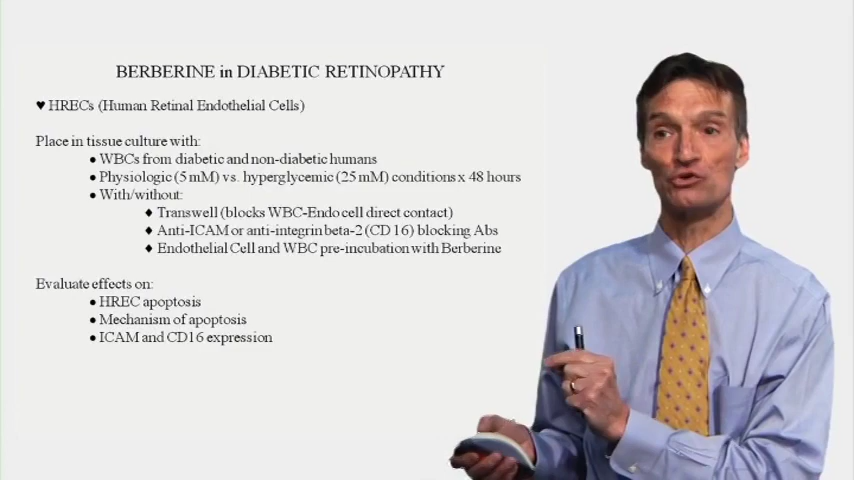 BERBERINE in DIABETIC RETINOPATHY
♥ HRECs (Human Retinal Endothelial Cells)
Place in tissue culture with:
● WBCs from diabetic and non-diabetic humans
● Physiologic (5 mM) vs. hyperglycemic (25 mM) conditions x 48 hours
● With/without:
♦ Transwell (blocks WBC-Endo cell direct contact)
♦ Anti-ICAM or anti-integrin beta-2 (CD 16) blocking Abs
♦ Endothelial Cell and WBC pre-incubation with Berberine
Evaluate effects on:
● HREC apoptosis
● Mechanism of apoptosis
● ICAM and CD16 expression